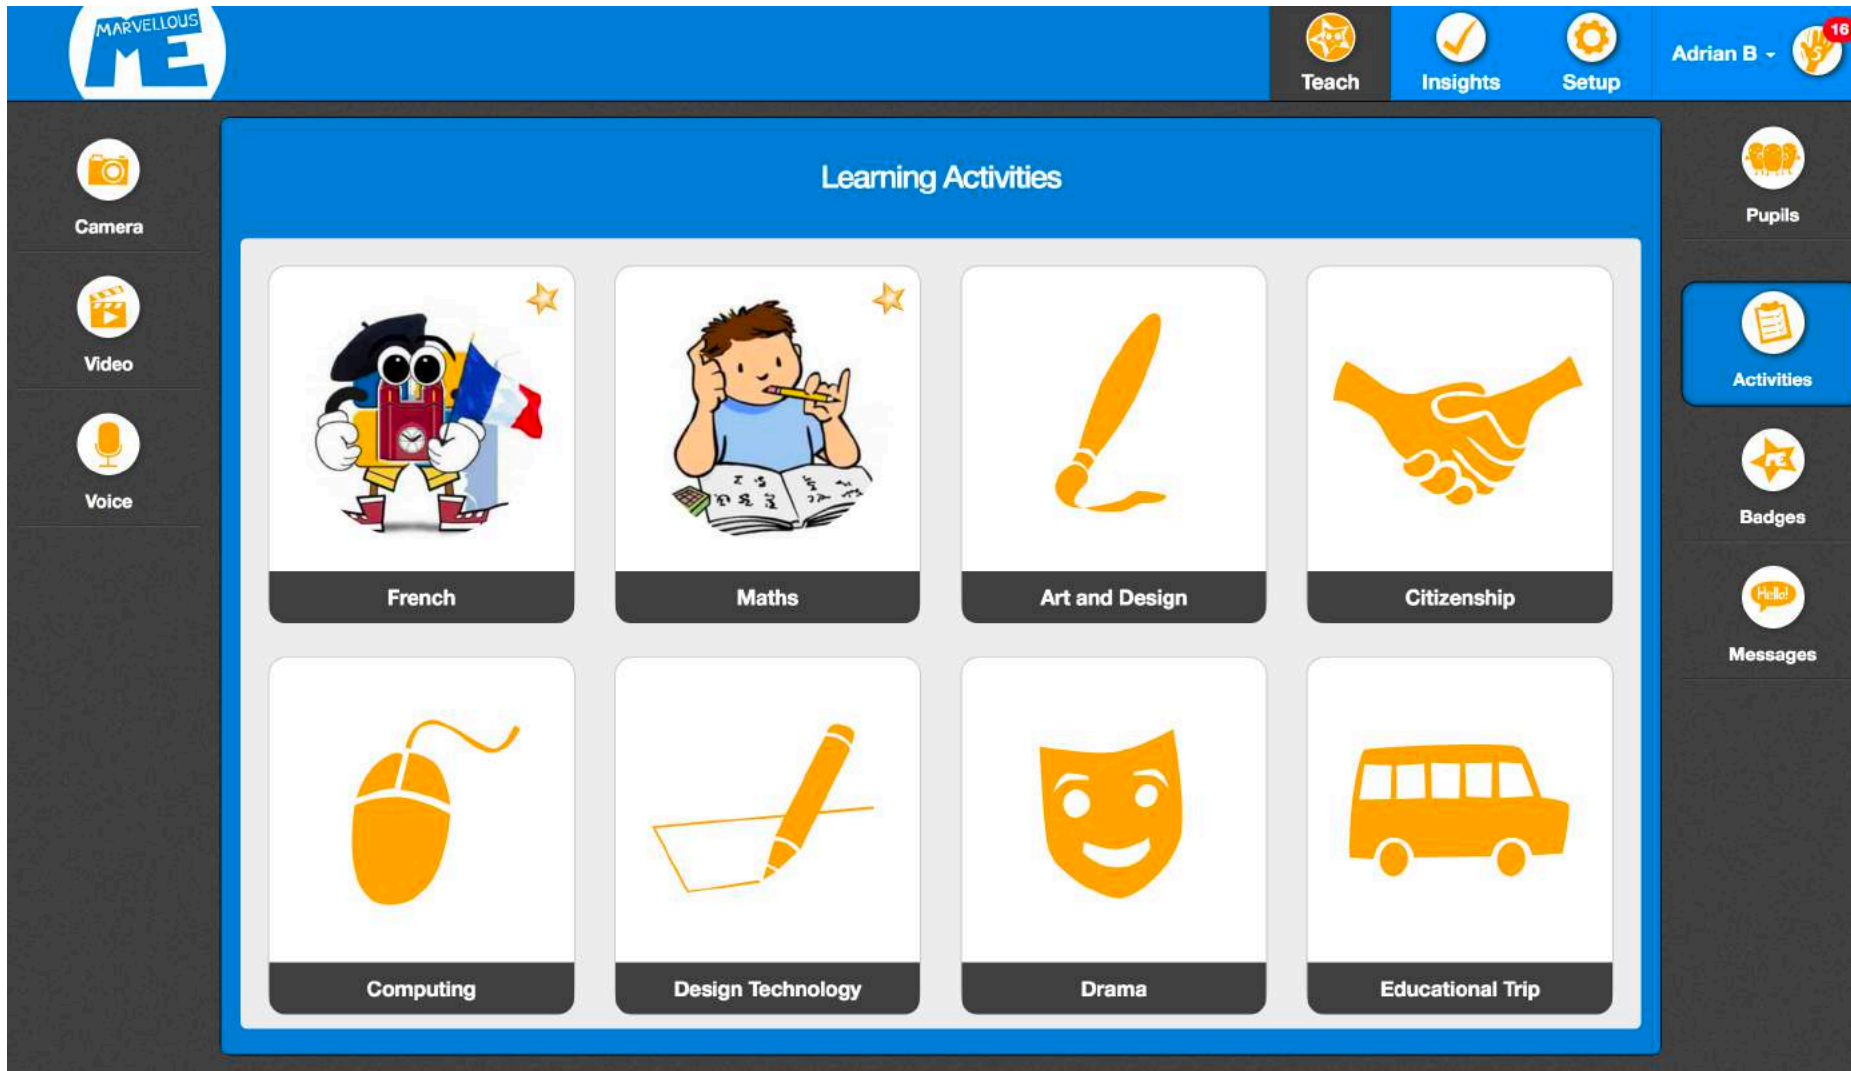 MARVELLOUS
ME
Teach
Insights
Setup
Adrian B
16
S
Camera
Video
Voice
Learning Activities
French
Maths
Art and Design
Citizenship
Computing
Design Technology
Drama
Educational Trip
Pupils
Activities
ME
Badges
Hello!
Messages